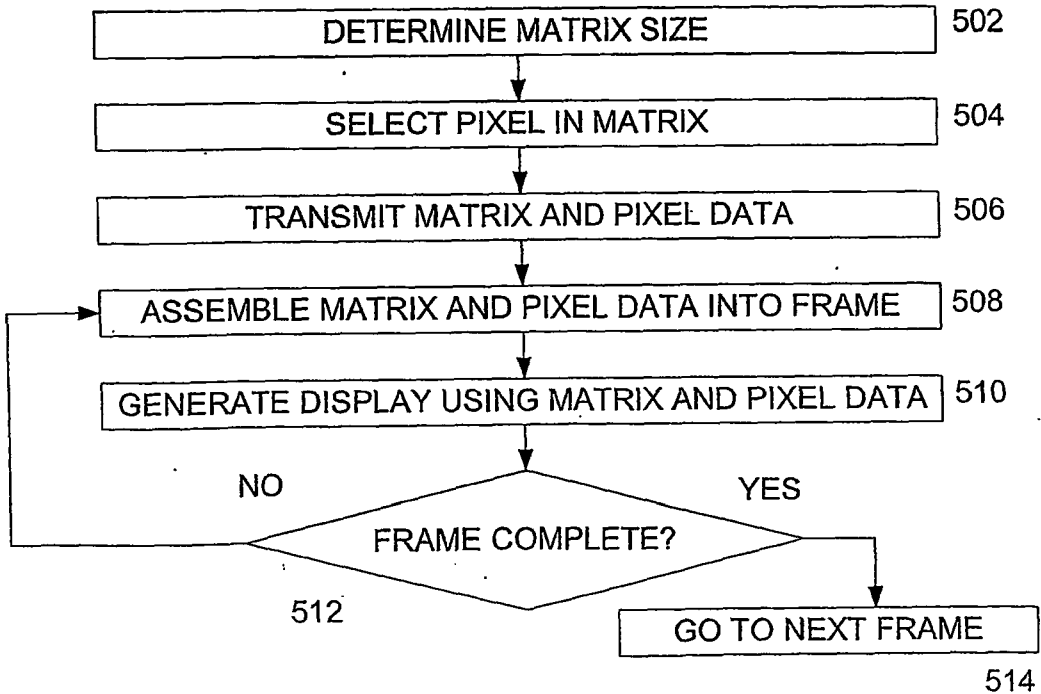 DETERMINE MATRIX SIZE 502
SELECT PIXEL IN MATRIX 504
TRANSMIT MATRIX AND PIXEL DATA 506
ASSEMBLE MATRIX AND PIXEL DATA INTO FRAME 508
GENERATE DISPLAY USING MATRIX AND PIXEL DATA 510
NO YES
FRAME COMPLETE?
512
GO TO NEXT FRAME
514